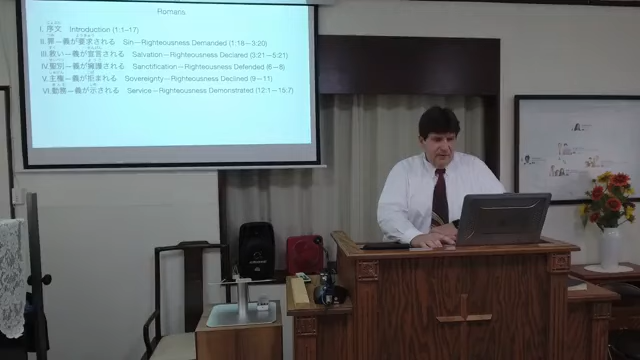 Romans
I. 序文 Introduction (1:1–17)
II. 罪 – 義が要求される Sin – Righteousness Demanded (1:18 – 3:20)
III. 救い – 義が宣言される Salvation – Righteousness Declared (3:21 – 5:21)
IV. 聖別 – 義が擁護される Sanctification – Righteousness Defended (6 – 8)
V. 主権 – 義が拒まれる Sovereignty – Righteousness Declined (9 – 11)
VI. 勤務 – 義が示される Service – Righteousness Demonstrated (12:1 – 15:7)